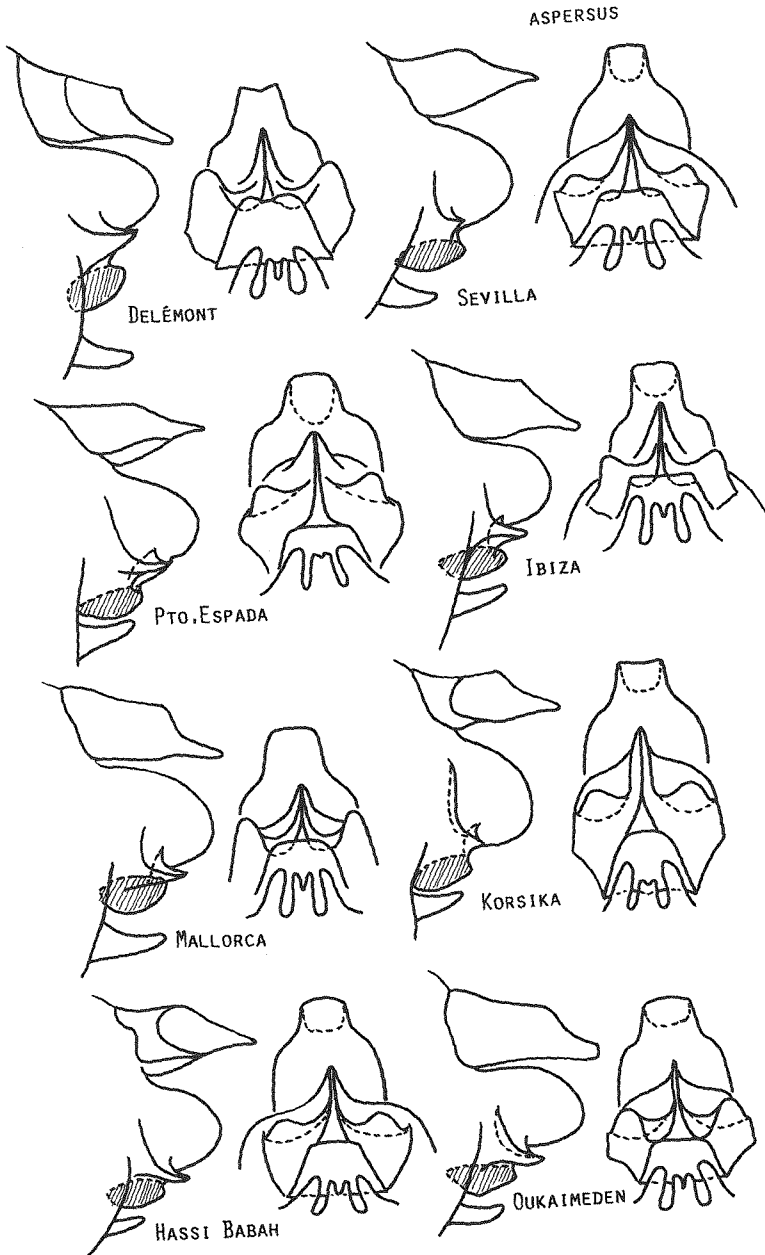 ASPERSUS
DELÉMONT
SEVILLA
PTO.ESPADA
IBIZA
MALLORCA
KORSIKA
HASSI BABAH
OUKAIMEDEN